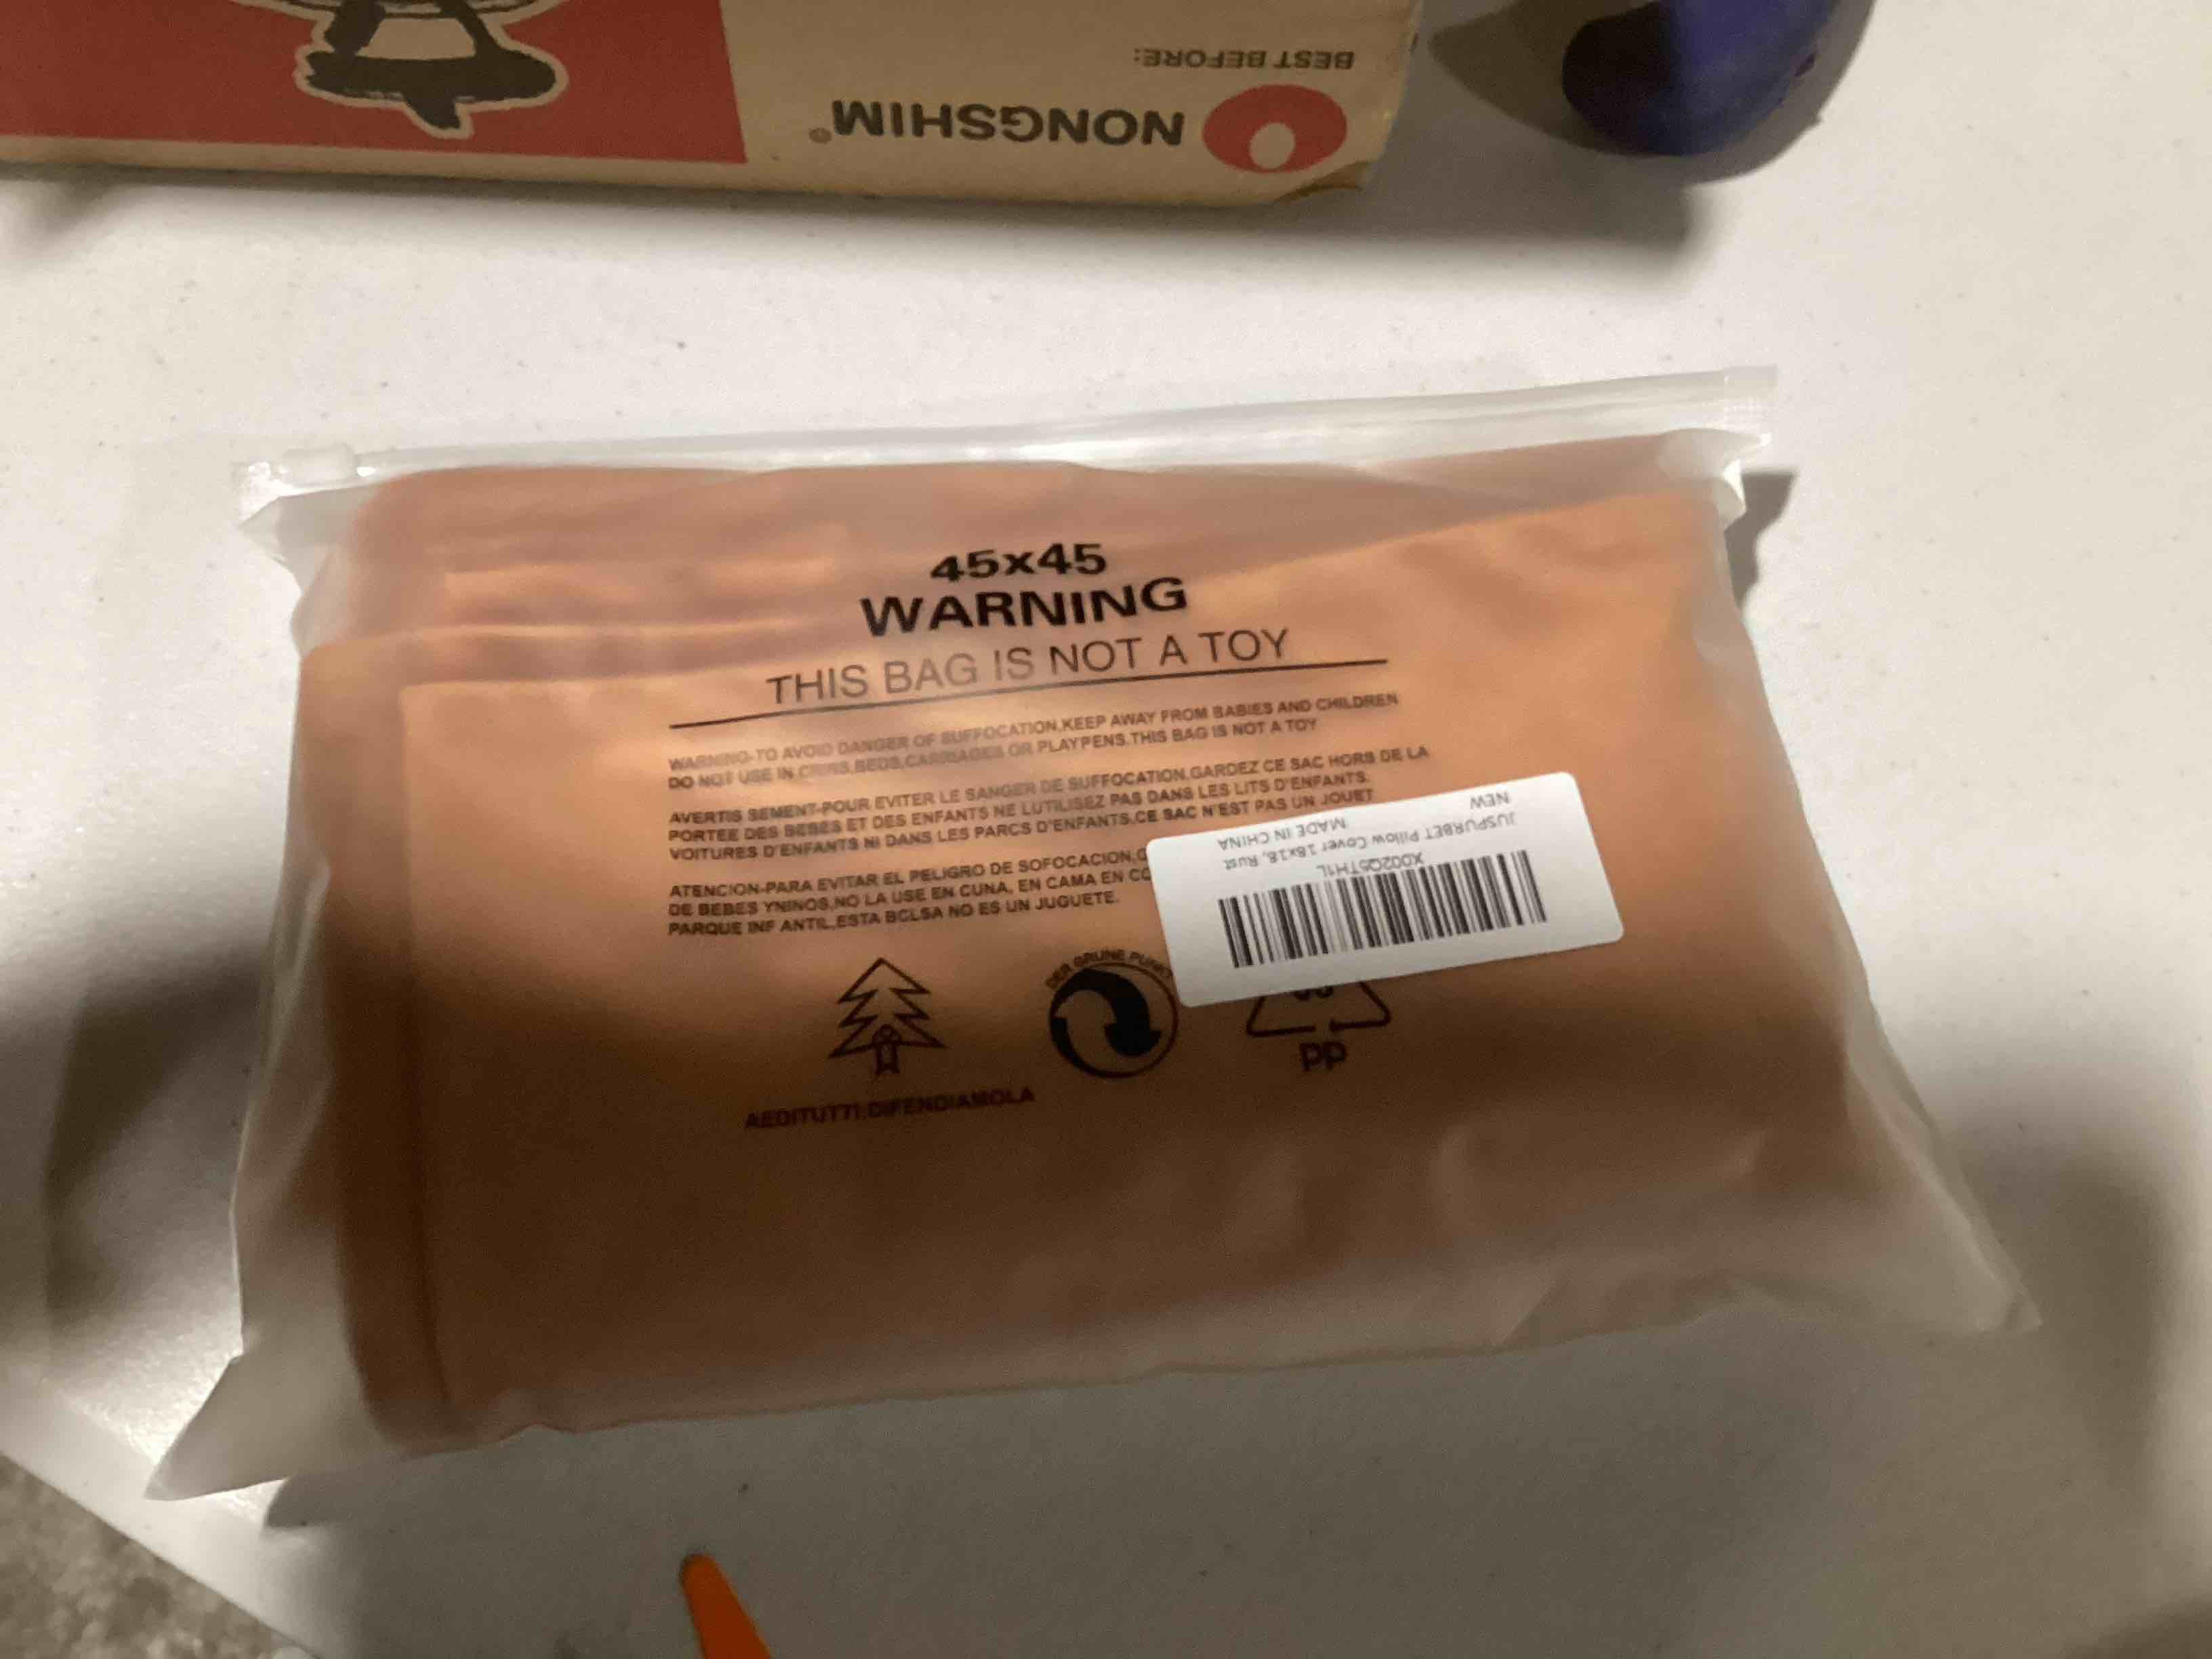 BEST BEFORE:
NONGSHIM®
45x45
WARNING
THIS BAG IS NOT A TOY
WARNING-TO AVOID DANGER OF SUFFOCATION,KEEP AWAY FROM BABIES AND CHILDREN
DO NOT USE IN CRIBS,BEDS,CARRIAGES OR PLAYPENS.THIS BAG IS NOT A TOY
AVERTIS SEMENT-POUR EVITER LE SANGER DE SUFFOCATION.GARDEZ CE SAC HORS DE LA
PORTEE DES BEBES ET DES ENFANTS NE LUTILISEZ PAS DANS LES LITS D'ENFANTS.
VOITURES D'ENFANTS NI DANS LES PARCS D'ENFANTS.CE SAC N'EST PAS UN JOUET
ATENCION-PARA EVITAR EL PELIGRO DE SOFOCACION,
DE BEBES YNINOS,NO LA USE EN CUNA, EN CAMA EN
PARQUE INF ANTIL,ESTA BOLSA NO ES UN JUGUETE.
X002Q5TH1L
JUSPURBET Pillow Cover 18x18, Rust
NEW
MADE IN CHINA
DER GRUNE PUNKT
PP
AEDITUTTI:DIFENDIAMOLA